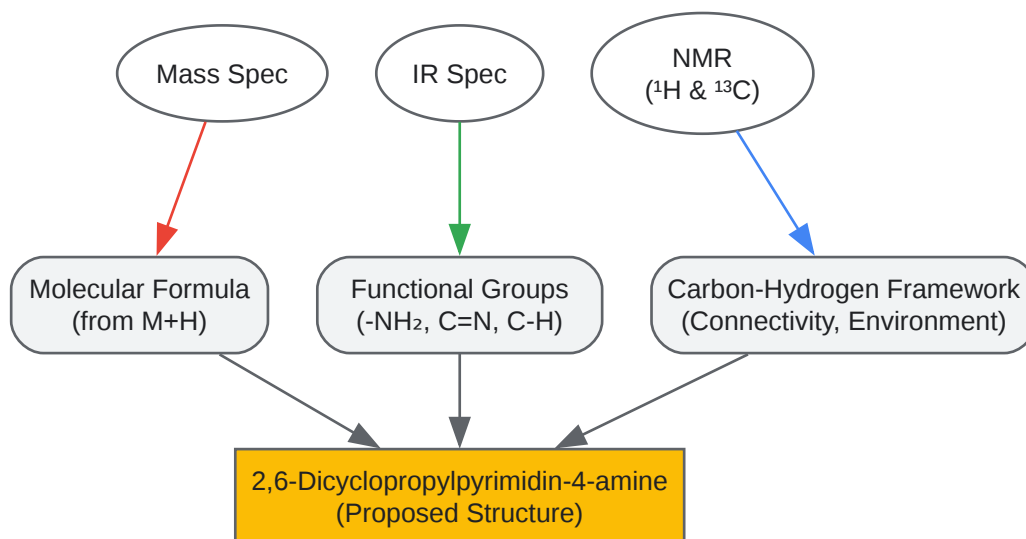 Mass Spec
IR Spec
NMR
(¹H & ¹³C)
Molecular Formula
(from M+H)
Functional Groups
(-NH₂, C=N, C-H)
Carbon-Hydrogen Framework
(Connectivity, Environment)
2,6-Dicyclopropylpyrimidin-4-amine
(Proposed Structure)